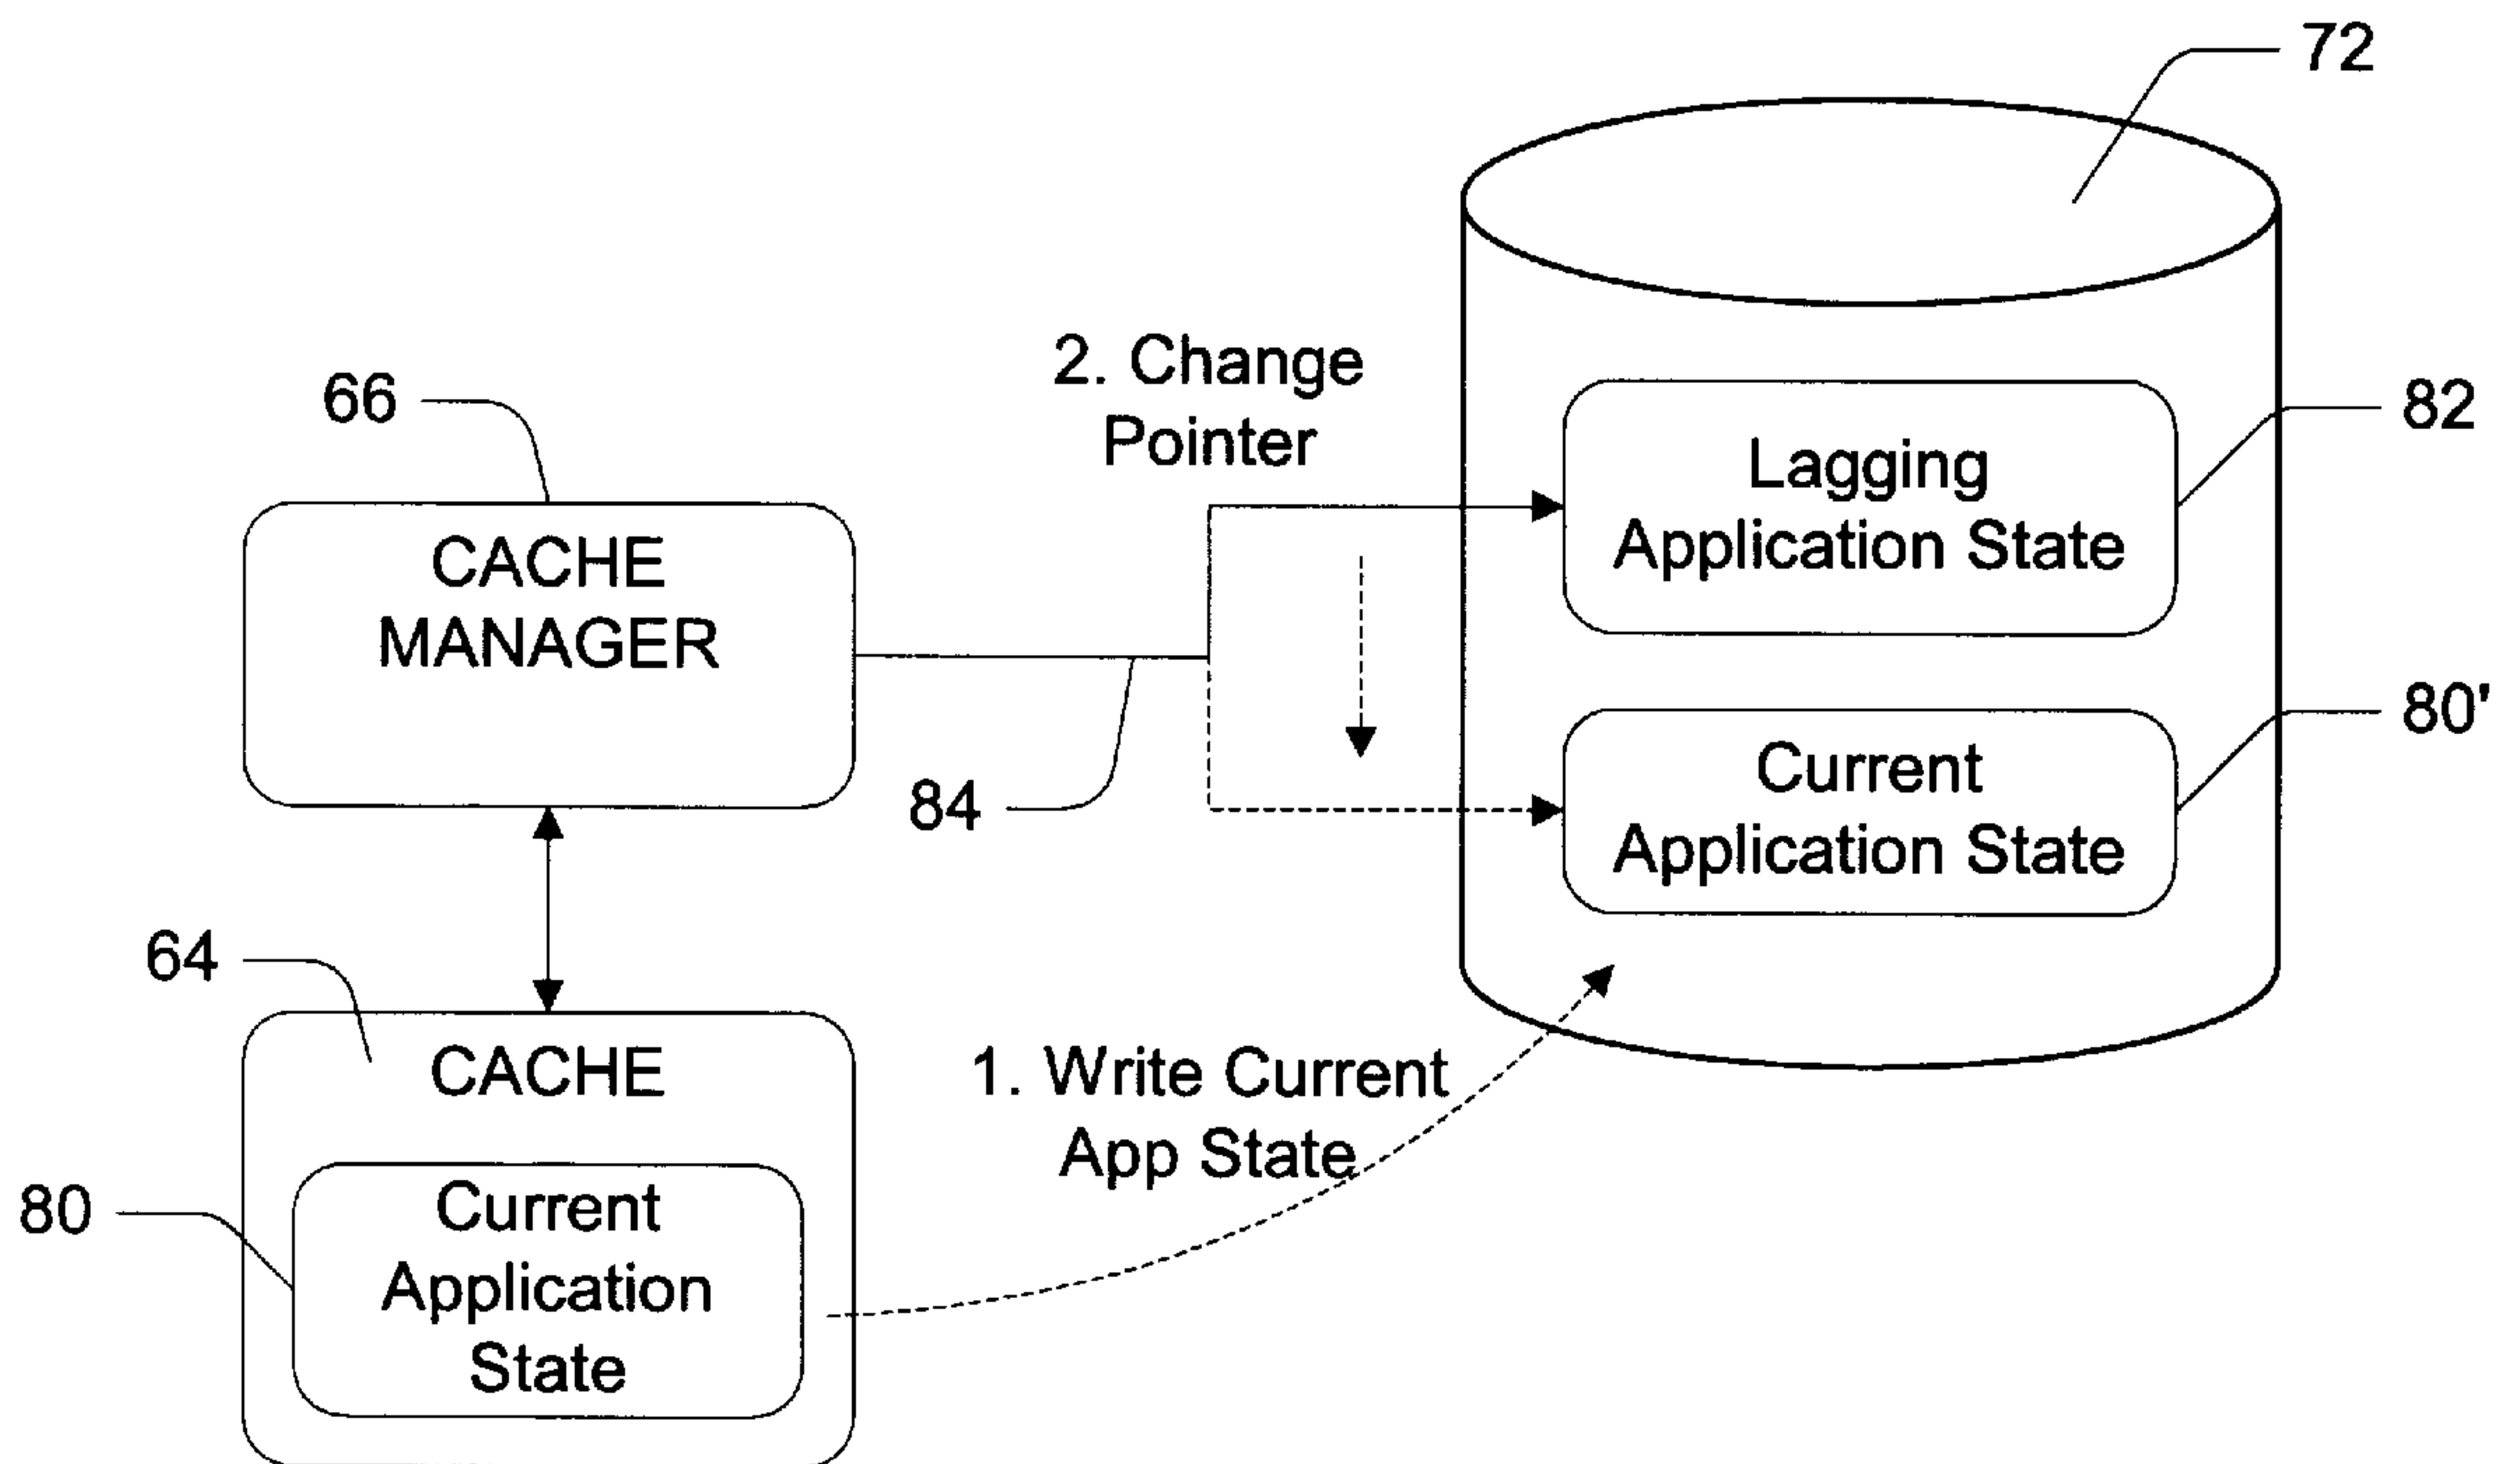 72
2. Change
Pointer
66
82
Lagging
Application State
CACHE
MANAGER
80'
Current
Application State
84
64
CACHE
1. Write Current
App State
80
Current
Application
State